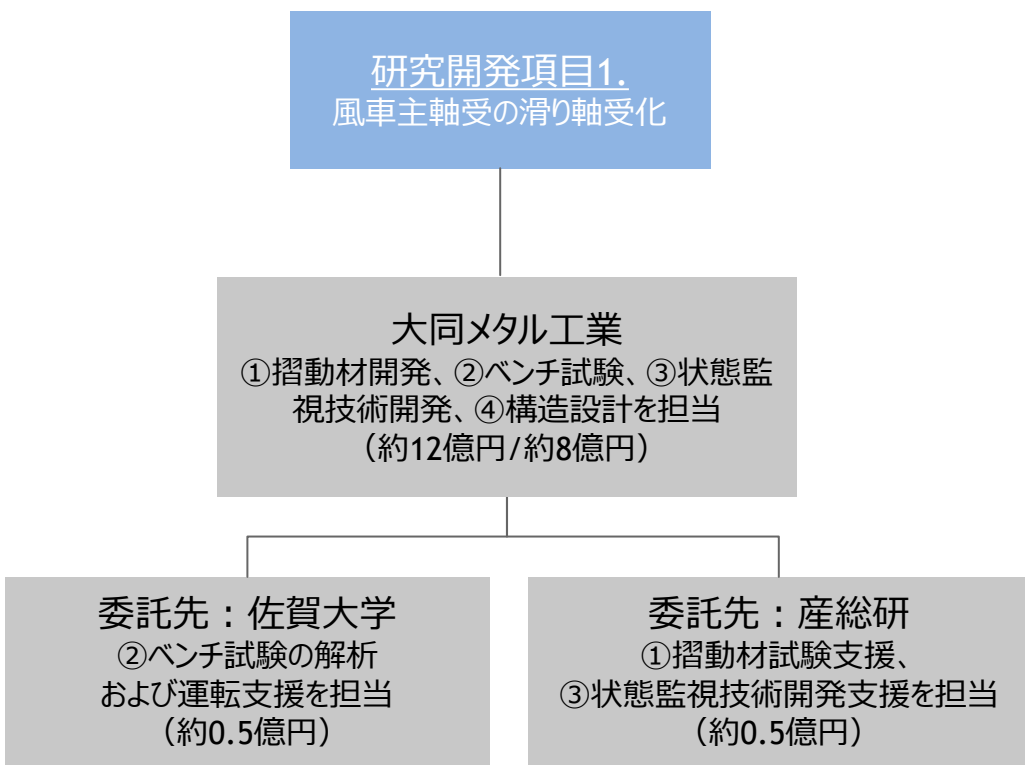 研究開発項目1.
風車主軸受の滑り軸受化
大同メタル工業
①摺動材開発、②ベンチ試験、③状態監
視技術開発、④構造設計を担当
（約12億円/約8億円）
委託先：佐賀大学
②ベンチ試験の解析
および運転支援を担当
（約0.5億円）
委託先：産総研
①摺動材試験支援、
③状態監視技術開発支援を担当
（約0.5億円）